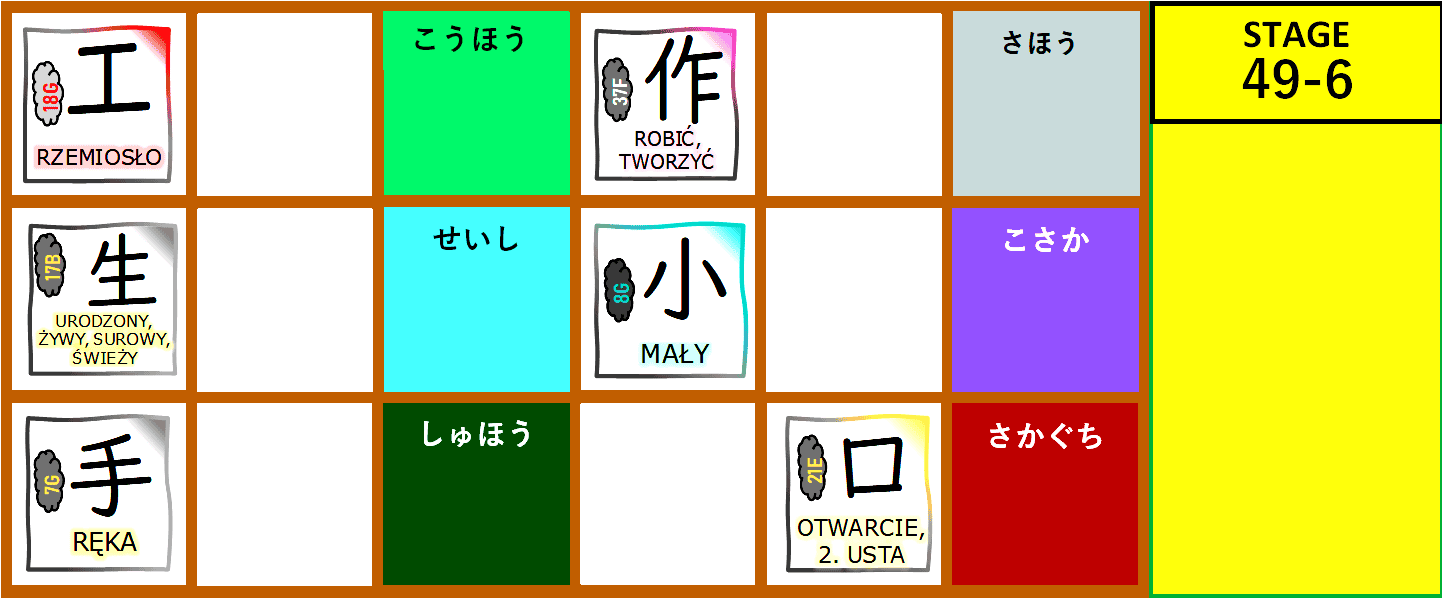 18G
工
RZEMIOSŁO
こうほう
37F
作
ROBIĆ,
TWORZYĆ
さほう
STAGE
49-6
17B
生
URODZONY,
ŻYWY, SUROWY,
ŚWIEŻY
せいし
8G
小
MAŁY
こさか
7G
手
RĘKA
しゅほう
21E
口
OTWARCIE,
2. USTA
さかぐち